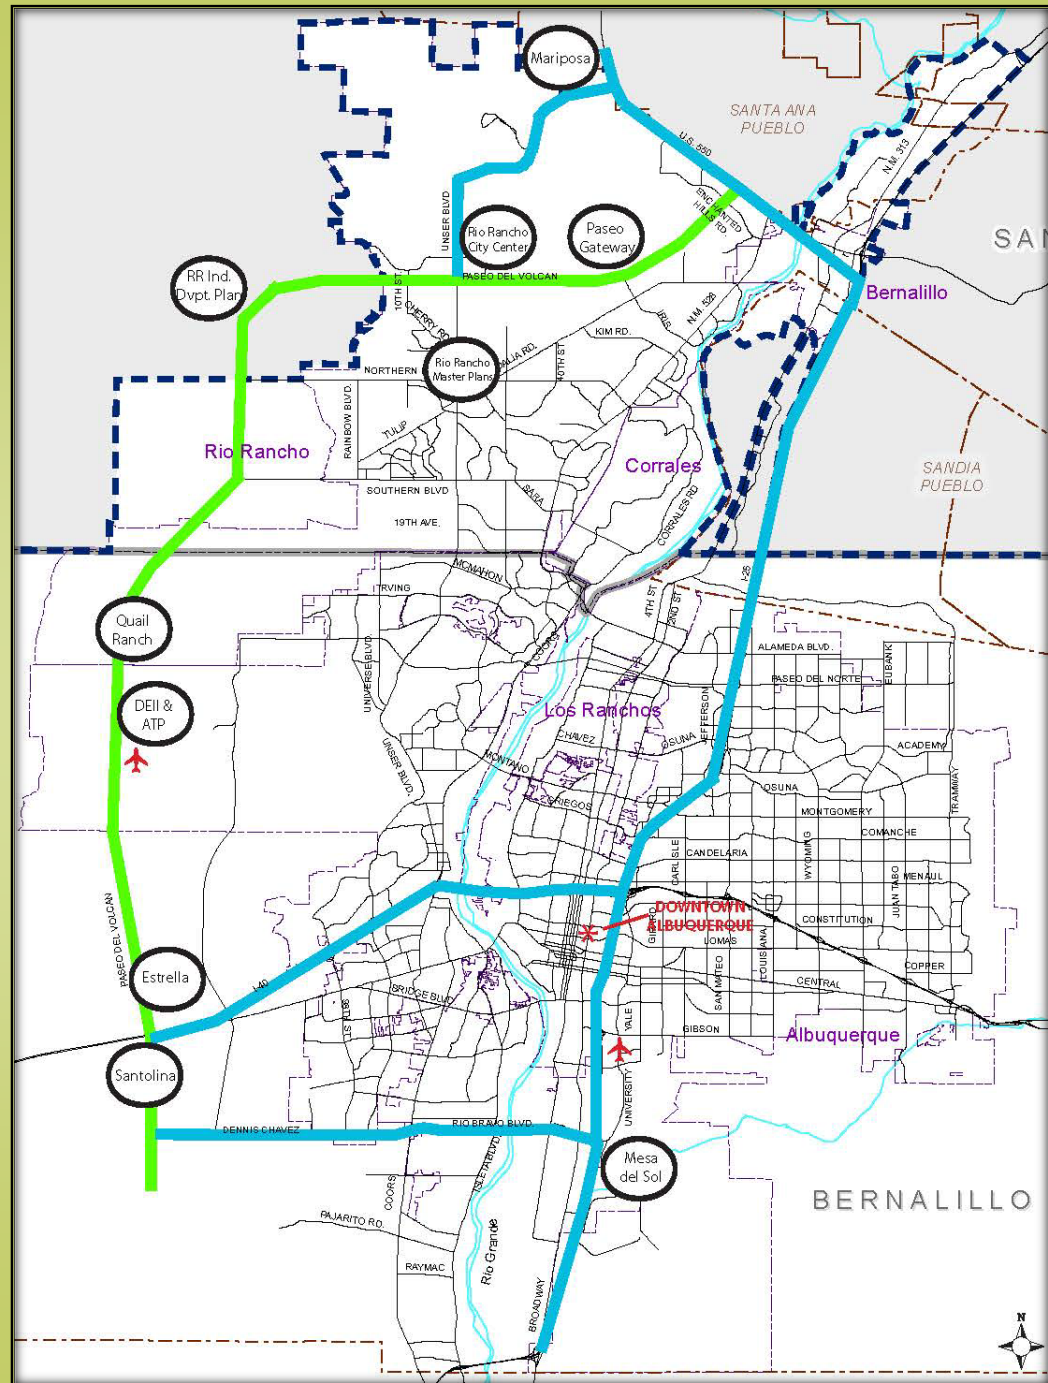 Mariposa
SANTA ANA
PUEBLO
U.S. 550
N.M. 313
UNSER BLVD
Rio Rancho
City Center
Paseo
Gateway
ENCHANTED
HILLS RD.
SAN
RR Ind.
Dvpt. Plan
10TH ST.
PASEO DEL VOLCAN
Bernalillo
CHERRY RD
IRIS
N.M. 528
KIM RD.
NORTHERN
Rio Rancho
Master Plans
40TH ST
RAINBOW BLVD.
TULIP
Rio Rancho
Corrales
SANDIA
PUEBLO
SOUTHERN BLVD
SARA
19TH AVE.
CORRALES RD
MCMAHON
IRVING
I-25
4TH ST
2ND ST
Quail
Ranch
COORS
ALAMEDA BLVD.
EUBANK
UNIVERSE BLVD.
PASEO DEL NORTE
DEII &
ATP
Los Ranchos
JEFFERSON
CHAVEZ
OSUNA
ACADEMY
UNSER BLVD.
MONTANO
OSUNA
TRAMWAY
GRIEGOS
MONTGOMERY
COMANCHE
CARLISLE
CANDELARIA
WYOMING
JUAN TABO
MENAUL
PASEO DEL VOLCAN
DOWNTOWN
ALBUQUERQUE
GIRARD
CONSTITUTION
LOMAS
LOUISIANA
SAN MATEO
COPPER
CENTRAL
Estrella
I-40
BRIDGE BLVD
98TH ST
YALE
GIBSON
Albuquerque
Santolina
UNIVERSITY
DENNIS CHAVEZ
RIO BRAVO BLVD.
Mesa
del Sol
ISLETA BLVD.
COORS
BERNALILLO
PAJARITO RD.
Rio Grande
RAYMAC
BROADWAY
N